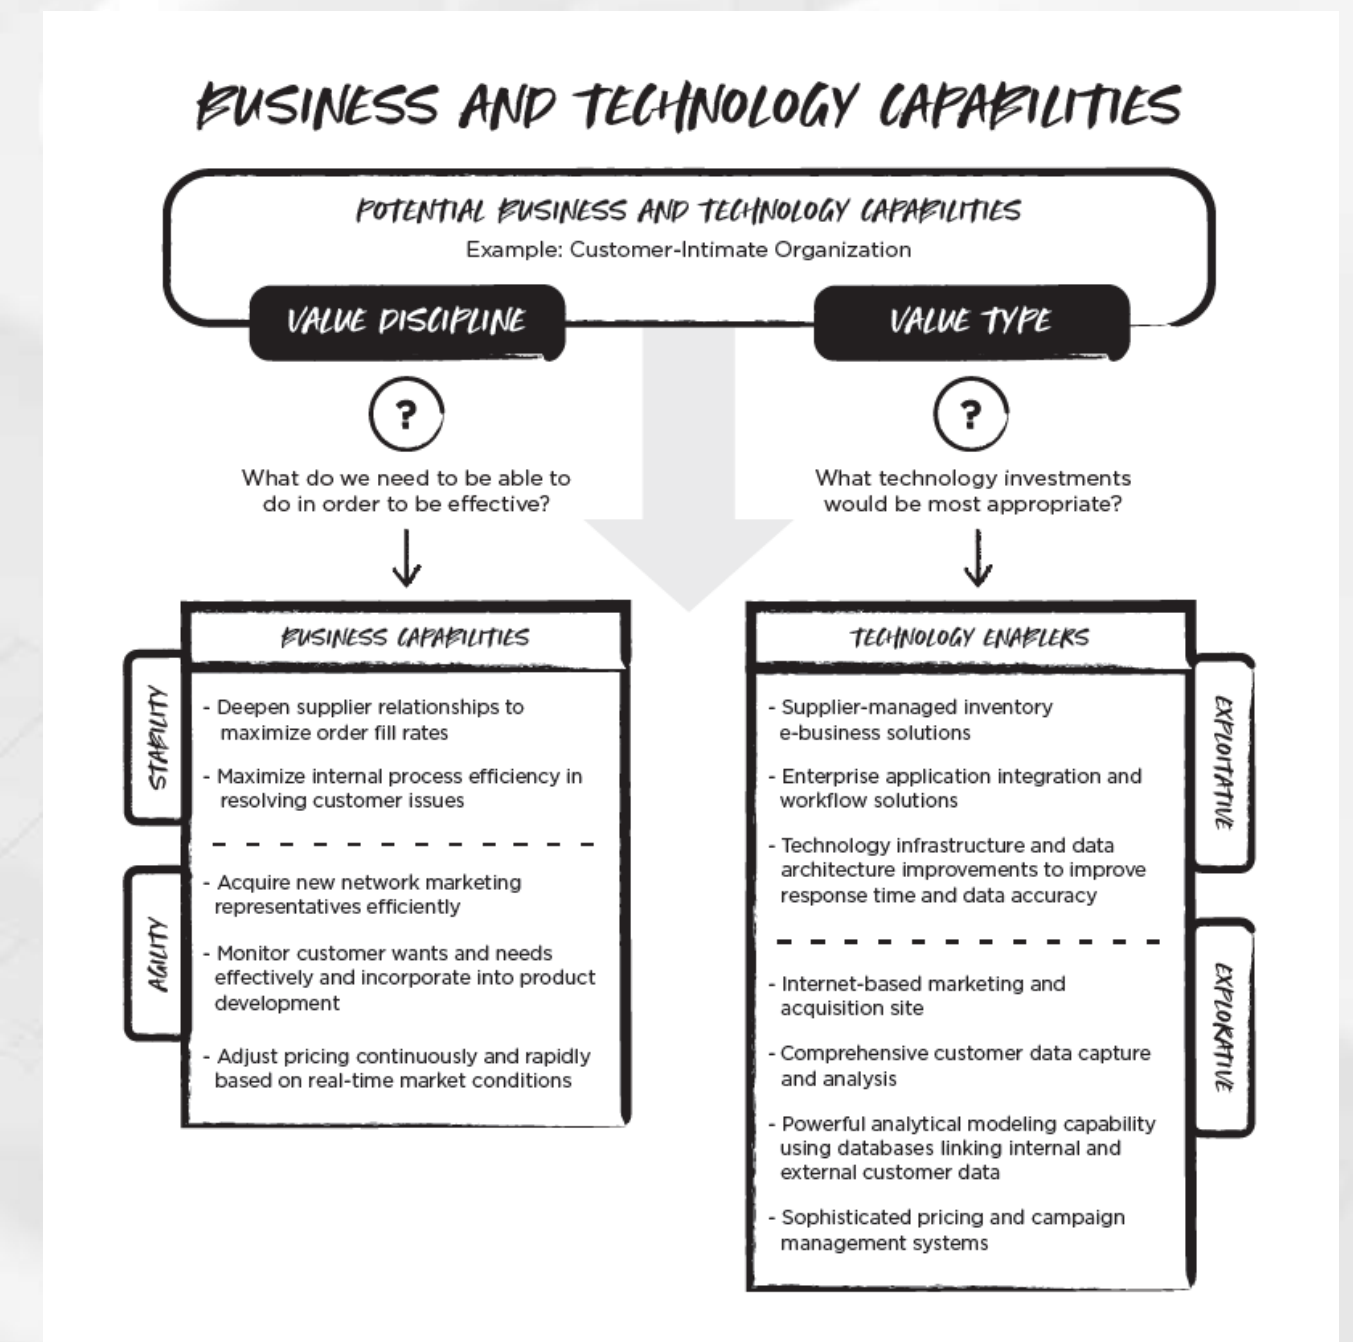 BUSINESS AND TECHNOLOGY CAPABILITIES
POTENTIAL BUSINESS AND TECHNOLOGY CAPABILITIES
Example: Customer-Intimate Organization
VALUE DISCIPLINE
VALUE TYPE
?
?
What do we need to be able to
do in order to be effective?
What technology investments
would be most appropriate?
BUSINESS CAPABILITIES
STABILITY
- Deepen supplier relationships to
maximize order fill rates
- Maximize internal process efficiency in
resolving customer issues
AGILITY
- Acquire new network marketing
representatives efficiently
- Monitor customer wants and needs
effectively and incorporate into product
development
- Adjust pricing continuously and rapidly
based on real-time market conditions
TECHNOLOGY ENABLERS
EXPLOITATIVE
- Supplier-managed inventory
e-business solutions
- Enterprise application integration and
workflow solutions
- Technology infrastructure and data
architecture improvements to improve
response time and data accuracy
EXPLORATIVE
- Internet-based marketing and
acquisition site
- Comprehensive customer data capture
and analysis
- Powerful analytical modeling capability
using databases linking internal and
external customer data
- Sophisticated pricing and campaign
management systems